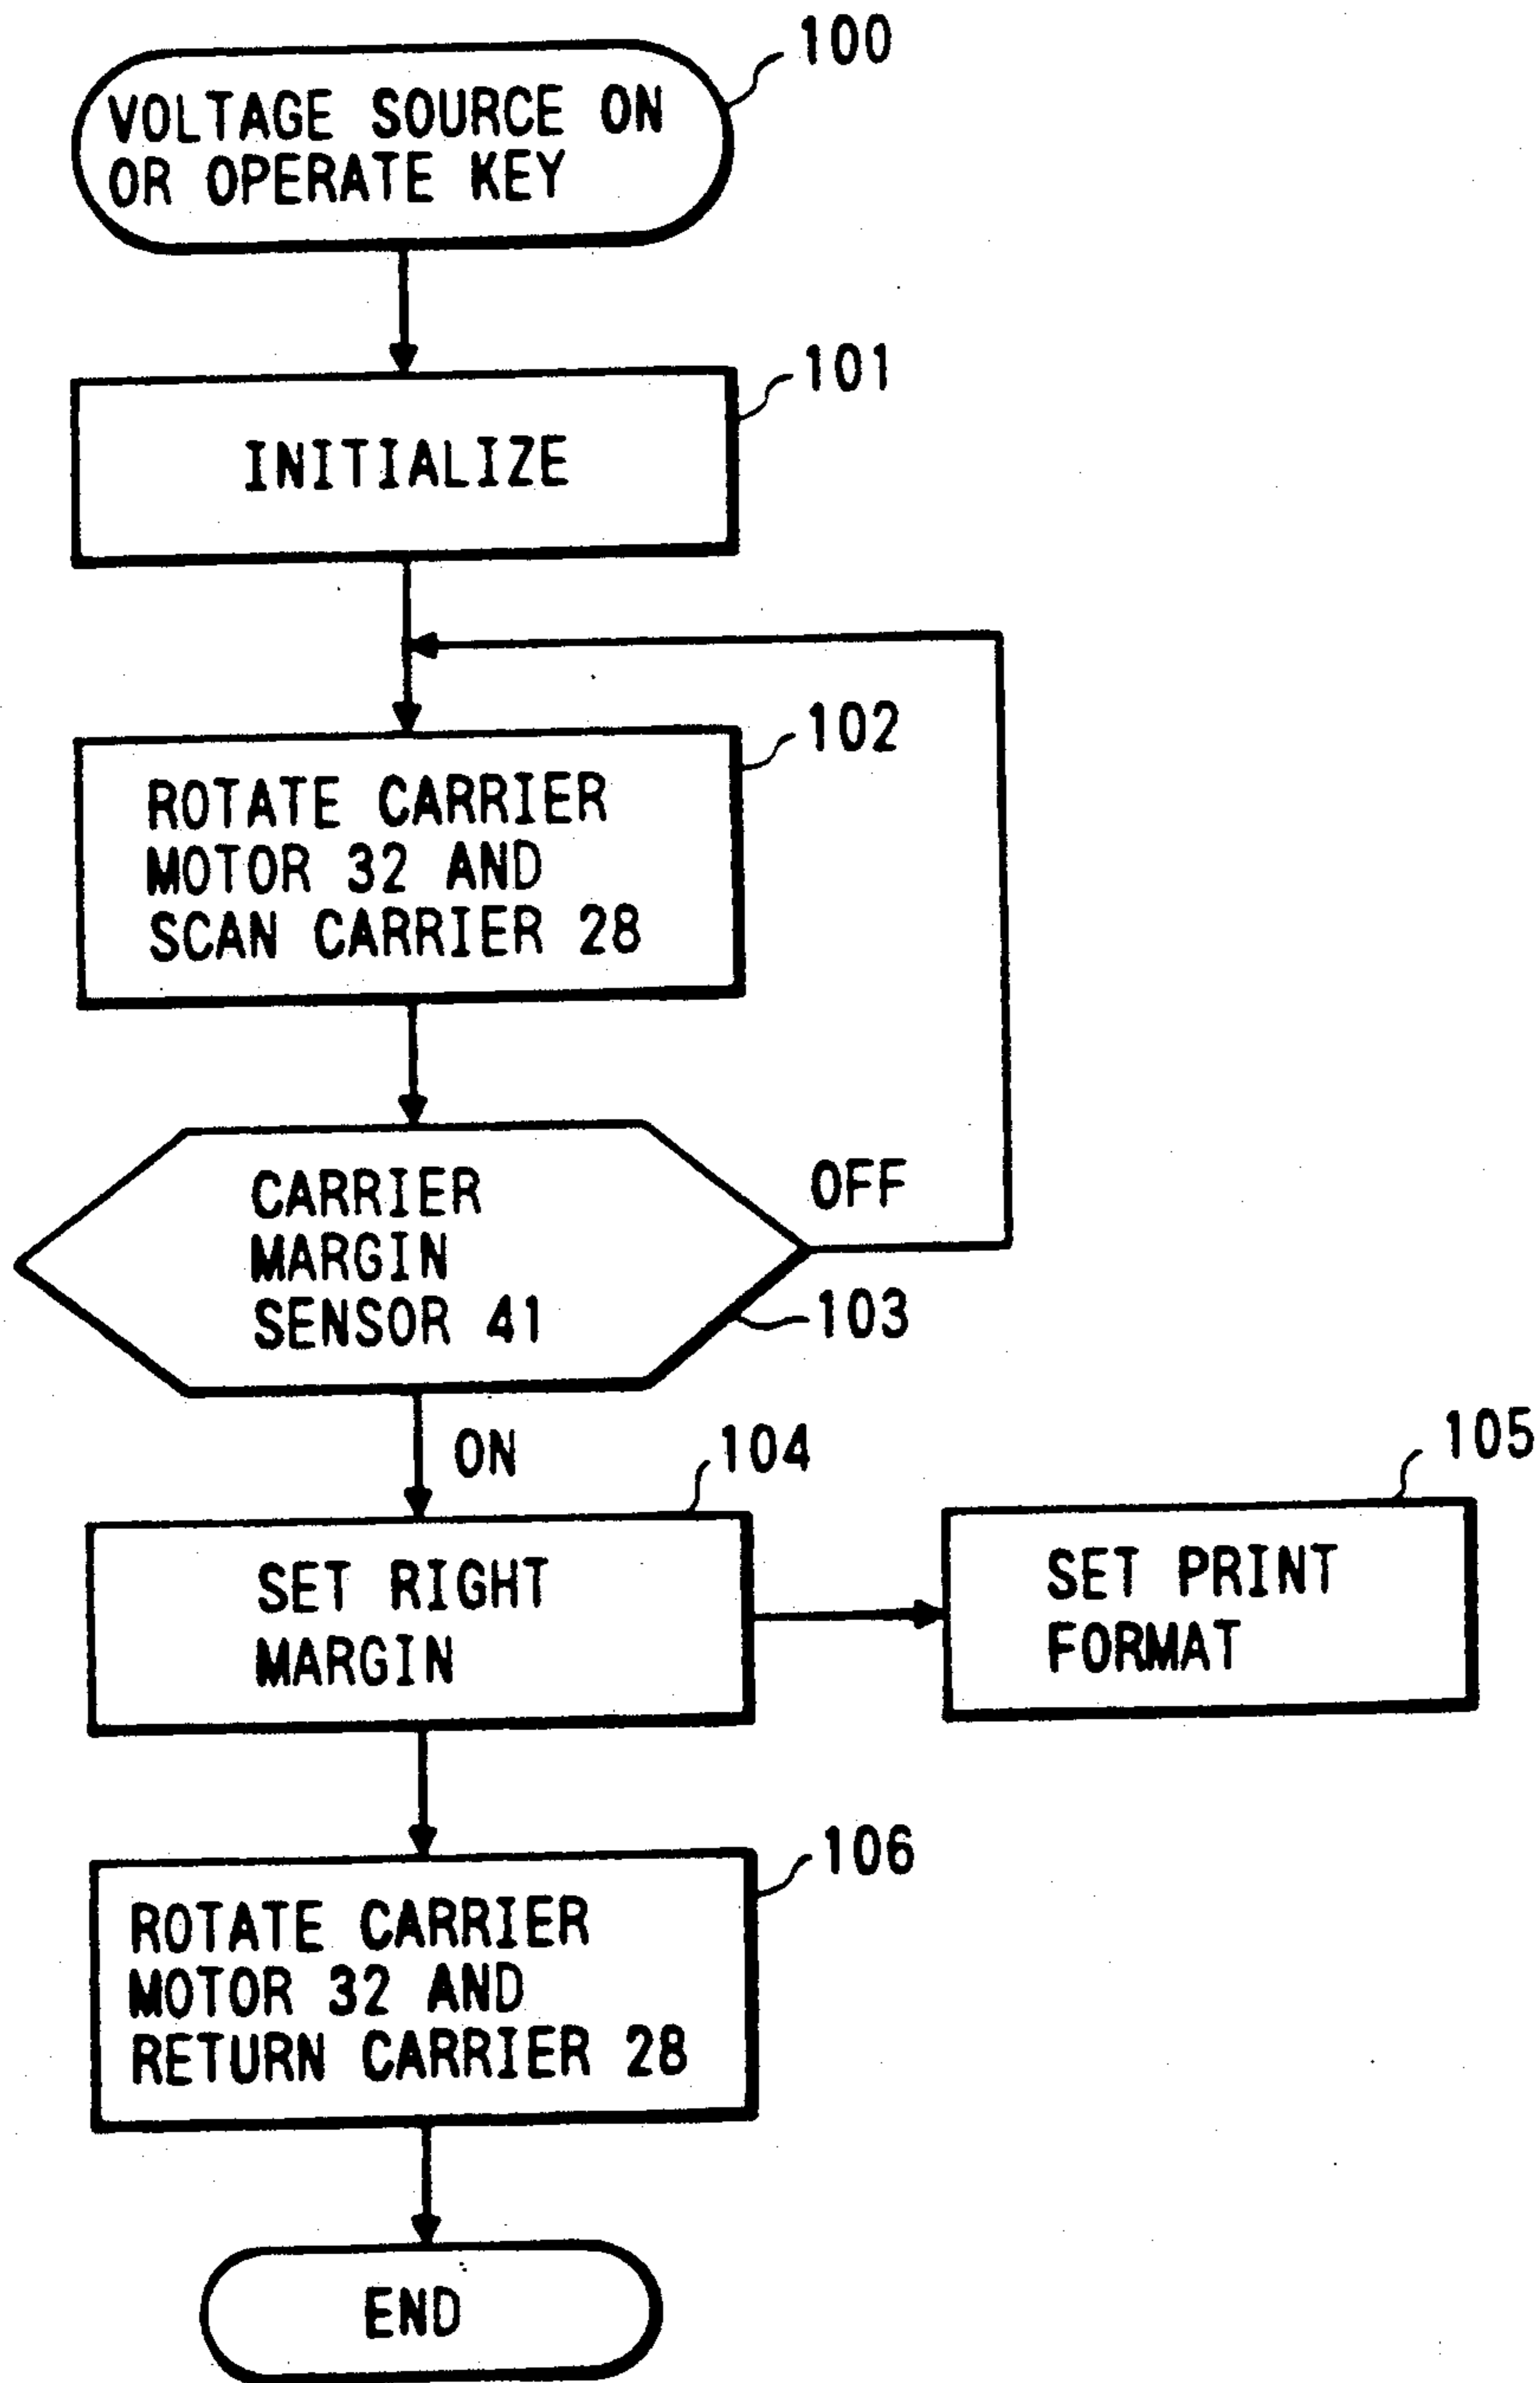 100
VOLTAGE SOURCE ON
OR OPERATE KEY
101
INITIALIZE
102
ROTATE CARRIER
MOTOR 32 AND
SCAN CARRIER 28
CARRIER
MARGIN
SENSOR 41
OFF
103
ON
104
105
SET RIGHT
MARGIN
SET PRINT
FORMAT
106
ROTATE CARRIER
MOTOR 32 AND
RETURN CARRIER 28
END